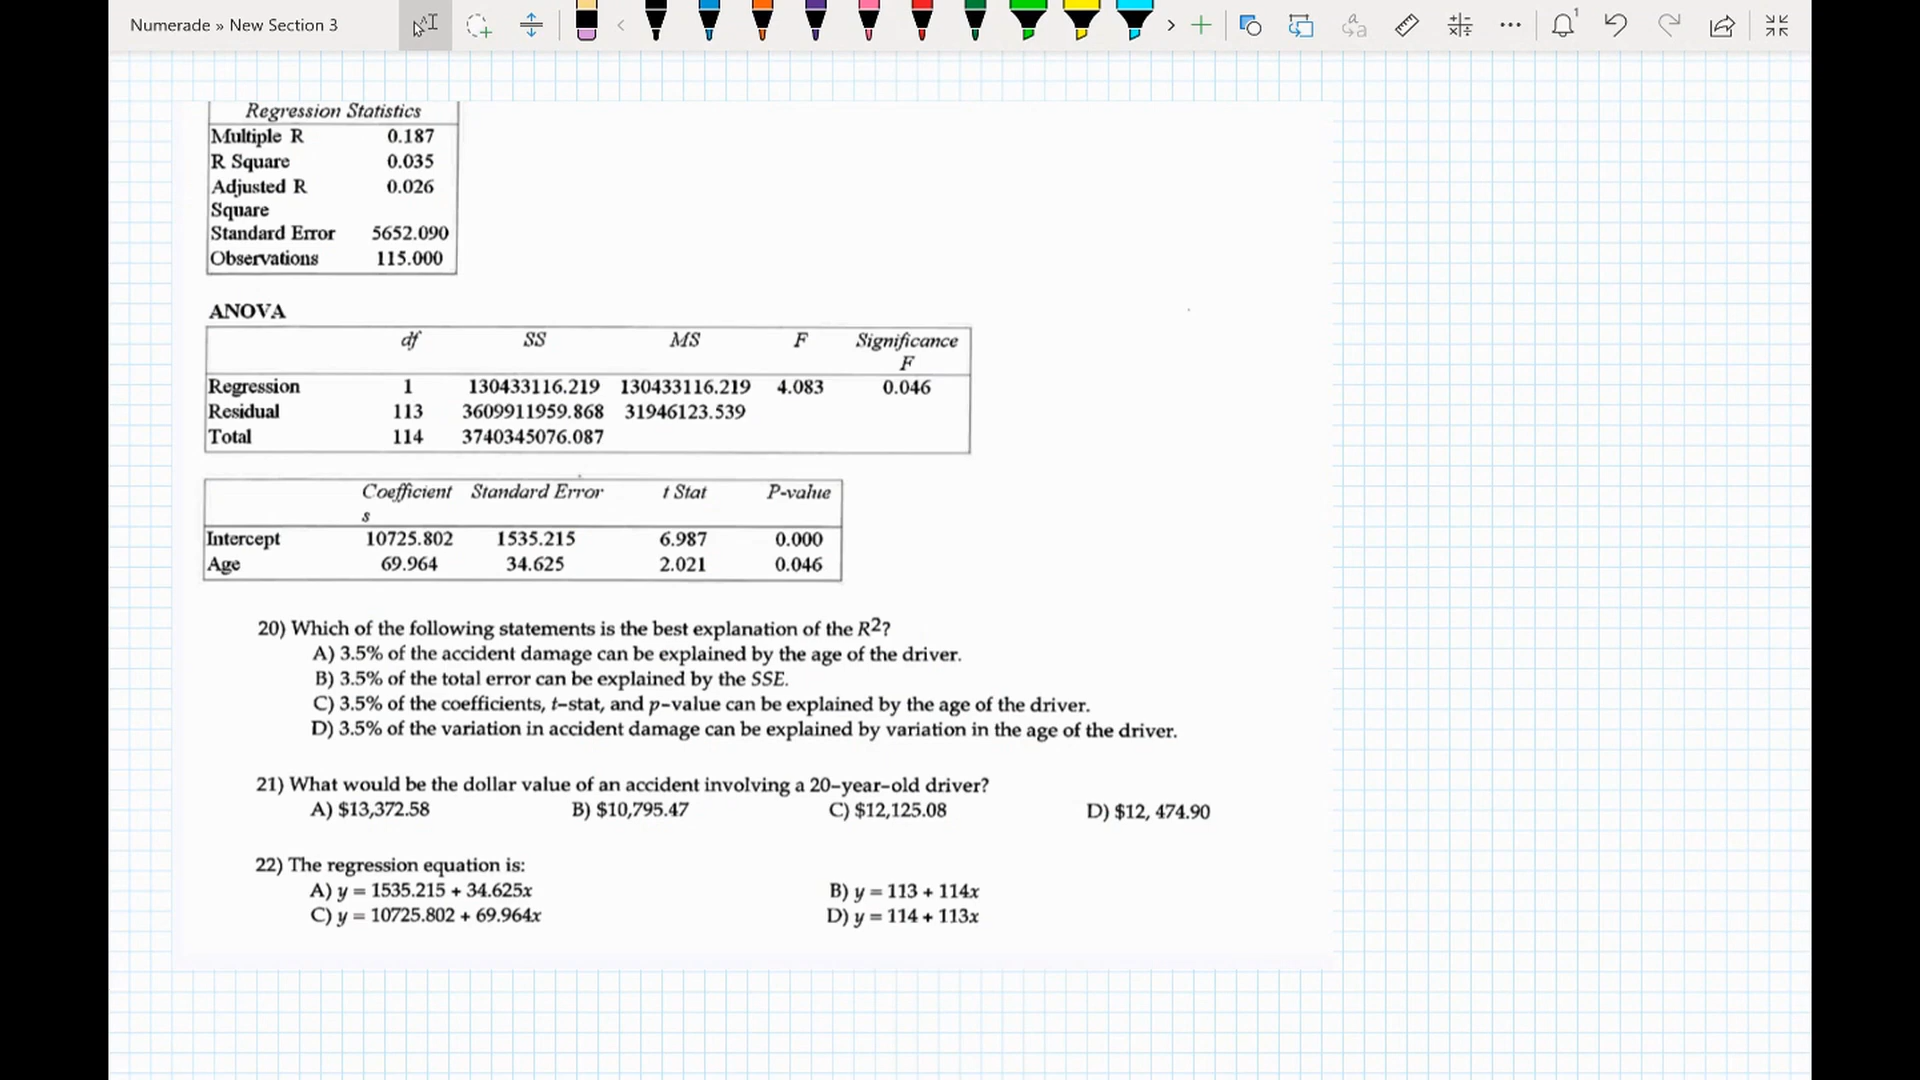 Numerade » New Section 3
Regression Statistics
Multiple R 0.187
R Square 0.035
Adjusted R 0.026
Square
Standard Error 5652.090
Observations 115.000
ANOVA
df SS MS F Significance
F
Regression 1 130433116.219 130433116.219 4.083 0.046
Residual 113 3609911959.868 31946123.539
Total 114 3740345076.087
Coefficient Standard Error t Stat P-value
s
Intercept 10725.802 1535.215 6.987 0.000
Age 69.964 34.625 2.021 0.046
20) Which of the following statements is the best explanation of the R2?
A) 3.5% of the accident damage can be explained by the age of the driver.
B) 3.5% of the total error can be explained by the SSE.
C) 3.5% of the coefficients, t-stat, and p-value can be explained by the age of the driver.
D) 3.5% of the variation in accident damage can be explained by variation in the age of the driver.
21) What would be the dollar value of an accident involving a 20-year-old driver?
A) $13,372.58 B) $10,795.47 C) $12,125.08 D) $12, 474.90
22) The regression equation is:
A) y = 1535.215 + 34.625x B) y = 113 + 114x
C) y = 10725.802 + 69.964x D) y = 114 + 113x